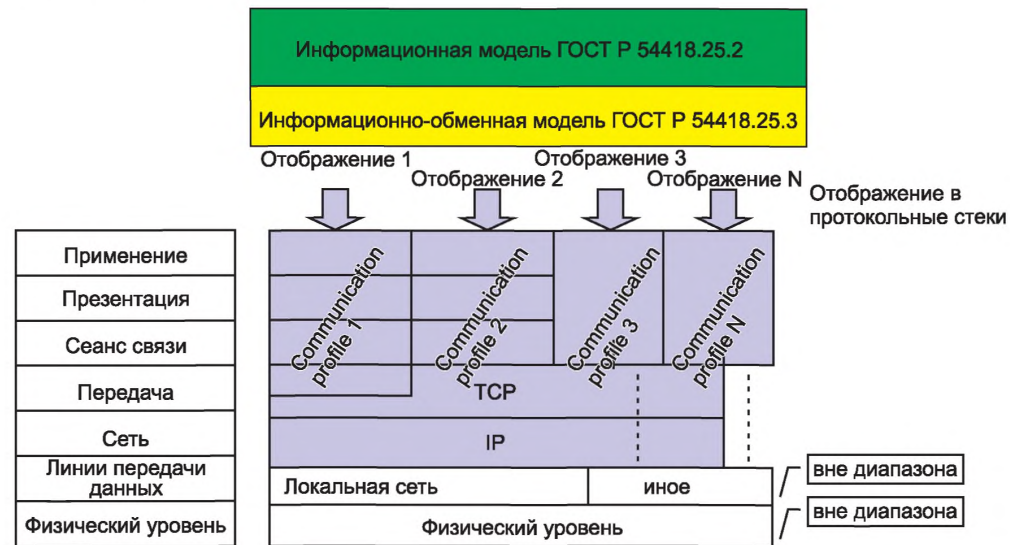 Информационная модель ГОСТ Р 54418.25.2
Информационно-обменная модель ГОСТ Р 54418.25.3
Отображение 1
Отображение 2
Отображение 3
Отображение N
Отображение в
протокольные стеки
Применение
Презентация
Сеанс связи
Передача
Сеть
Линии передачи
данных
Физический уровень
Communication
profile 1
Communication
profile 2
Communication
profile 3
Communication
profile N
TCP
IP
Локальная сеть
иное
Физический уровень
вне диапазона
вне диапазона